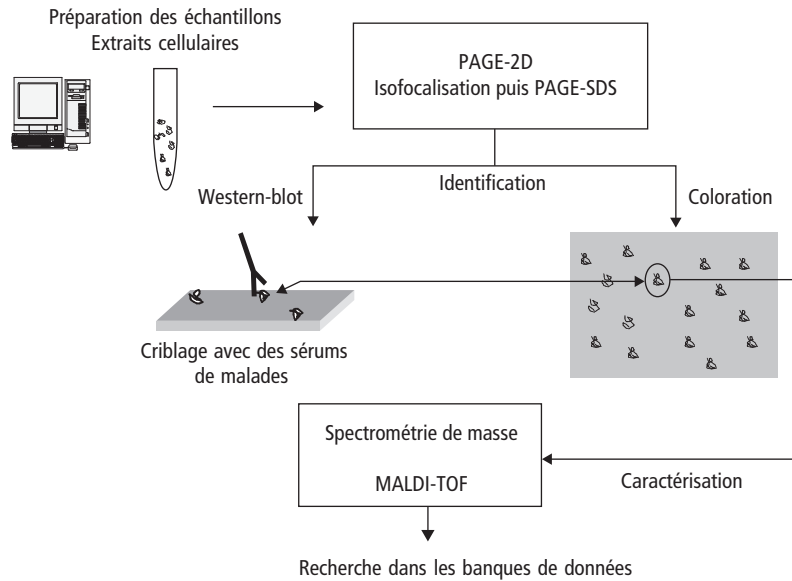 Préparation des échantillons
Extraits cellulaires
PAGE-2D
Isofocalisation puis PAGE-SDS
Western-blot
Identification
Coloration
Criblage avec des sérums
de malades
Spectrométrie de masse
MALDI-TOF
Caractérisation
Recherche dans les banques de données